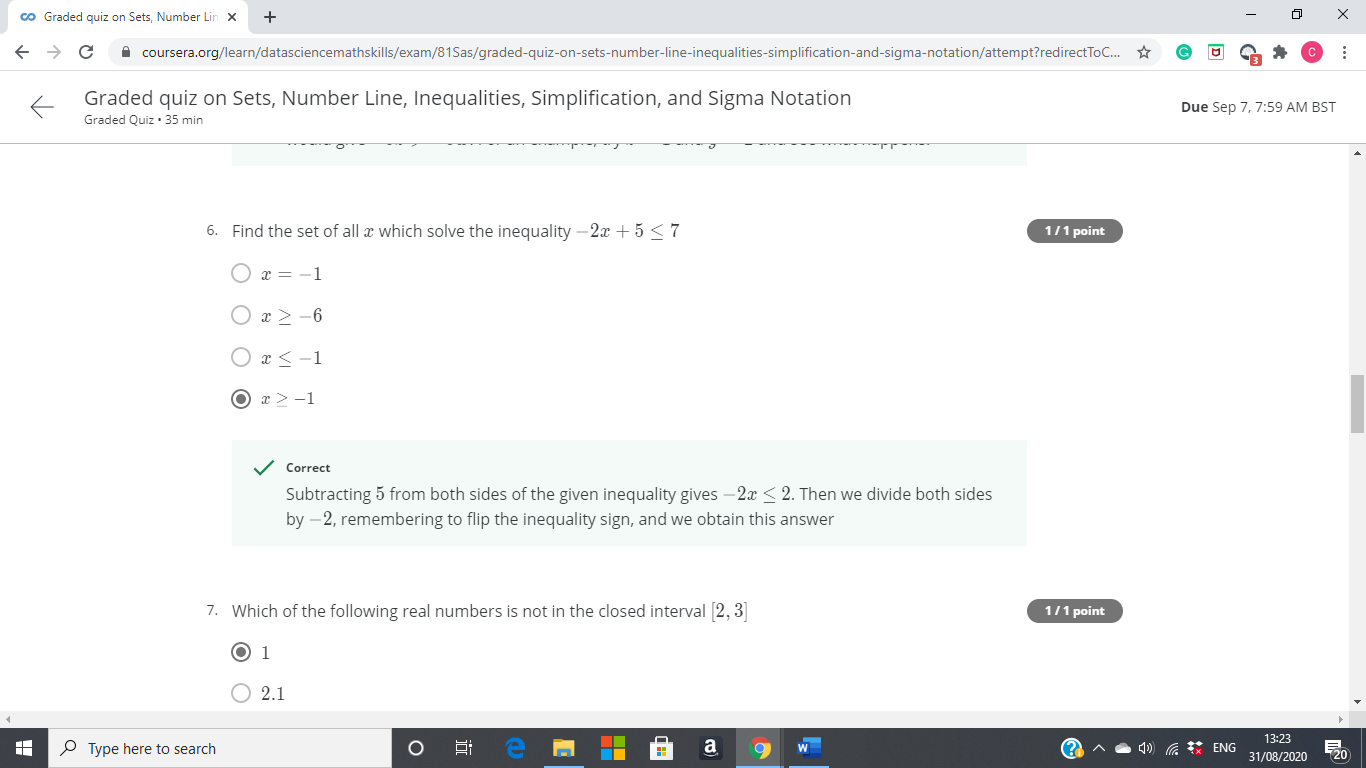 Graded quiz on Sets, Number Lin
coursera.org/learn/datasciencemathskills/exam/81Sas/graded-quiz-on-sets-number-line-inequalities-simplification-and-sigma-notation/attempt?redirectToC...
3
C
Graded quiz on Sets, Number Line, Inequalities, Simplification, and Sigma Notation
Graded Quiz • 35 min
Due Sep 7, 7:59 AM BST
6. Find the set of all x which solve the inequality −2x + 5 ≤ 7
1 / 1 point
x = −1
x ≥ −6
x ≤ −1
x ≥ −1
Correct
Subtracting 5 from both sides of the given inequality gives −2x ≤ 2. Then we divide both sides
by −2, remembering to flip the inequality sign, and we obtain this answer
7. Which of the following real numbers is not in the closed interval [2, 3]
1 / 1 point
1
2.1
Type here to search
ENG
13:23
31/08/2020
20